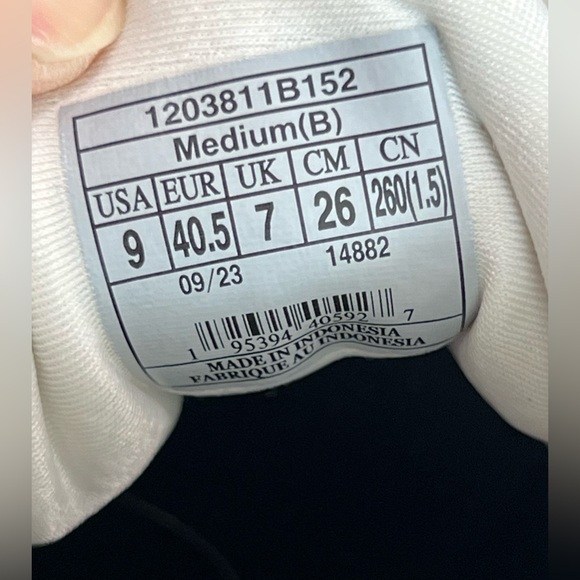 1203811B152
Medium(B)
USA EUR UK CM CN
9 40.5 7 26 260(1.5)
09/23 14882
1 95394 40592 7
MADE IN INDONESIA
FABRIQUE AU INDONESIA